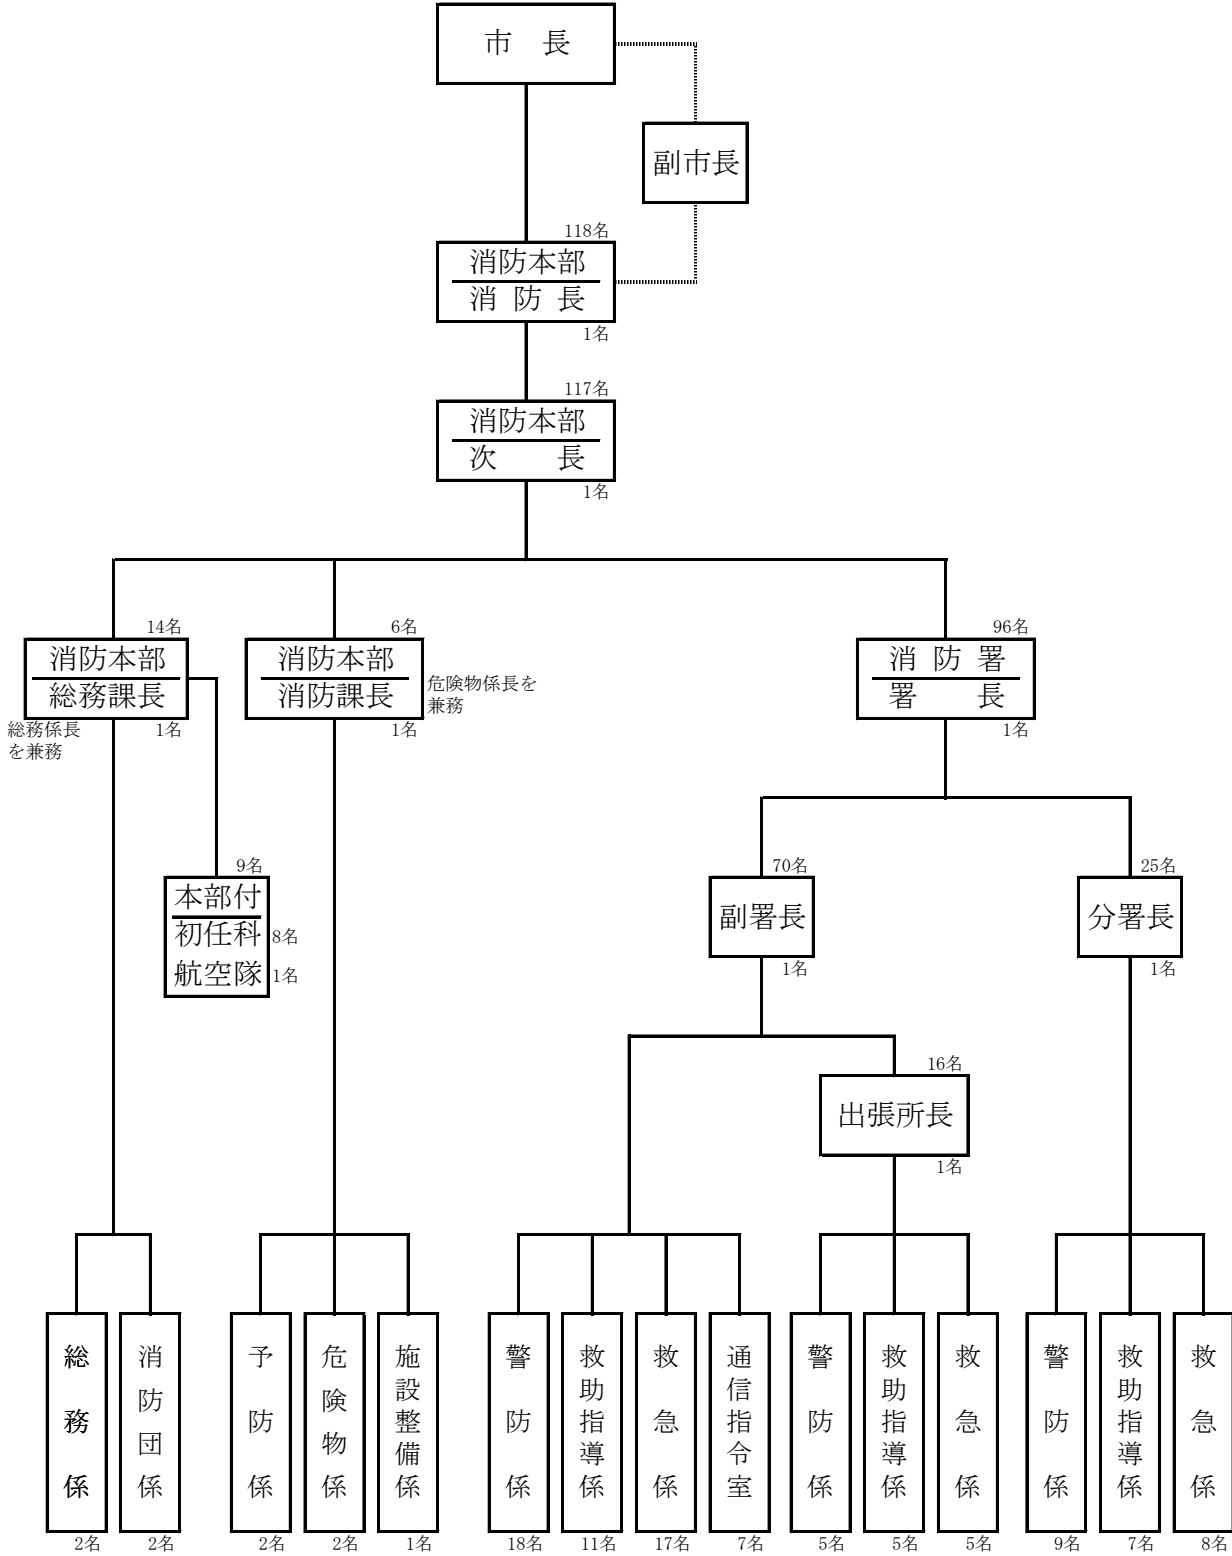 市　長
副市長
118名
消防本部
消 防 長
1名
117名
消防本部
次　　長
1名
14名
消防本部
総務課長
1名
総務係長
を兼務
6名
消防本部
消防課長
1名
危険物係長を
兼務
96名
消 防 署
署　　長
1名
9名
本部付
初任科 8名
航空隊 1名
70名
副署長
1名
25名
分署長
1名
16名
出張所長
1名
総務係
2名
消防団係
2名
予防係
2名
危険物係
2名
施設整備係
1名
警防係
18名
救助指導係
11名
救急係
17名
通信指令室
7名
警防係
5名
救助指導係
5名
救急係
5名
警防係
9名
救助指導係
7名
救急係
8名